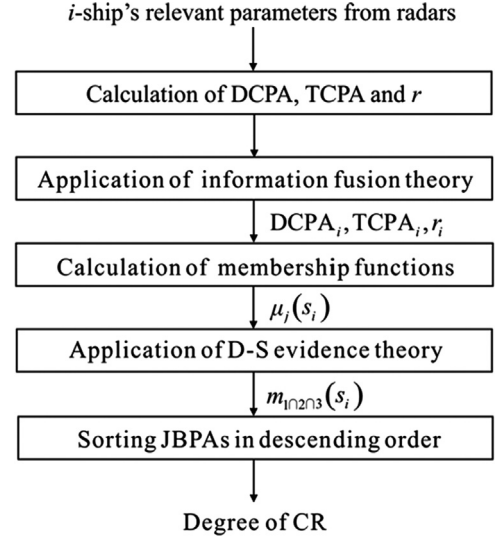 i-ship's relevant parameters from radars
Calculation of DCPA, TCPA and r
Application of information fusion theory
DCPAᵢ,TCPAᵢ,rᵢ
Calculation of membership functions
μⱼ(sᵢ)
Application of D-S evidence theory
m₁∩₂∩₃(sᵢ)
Sorting JBPAs in descending order
Degree of CR